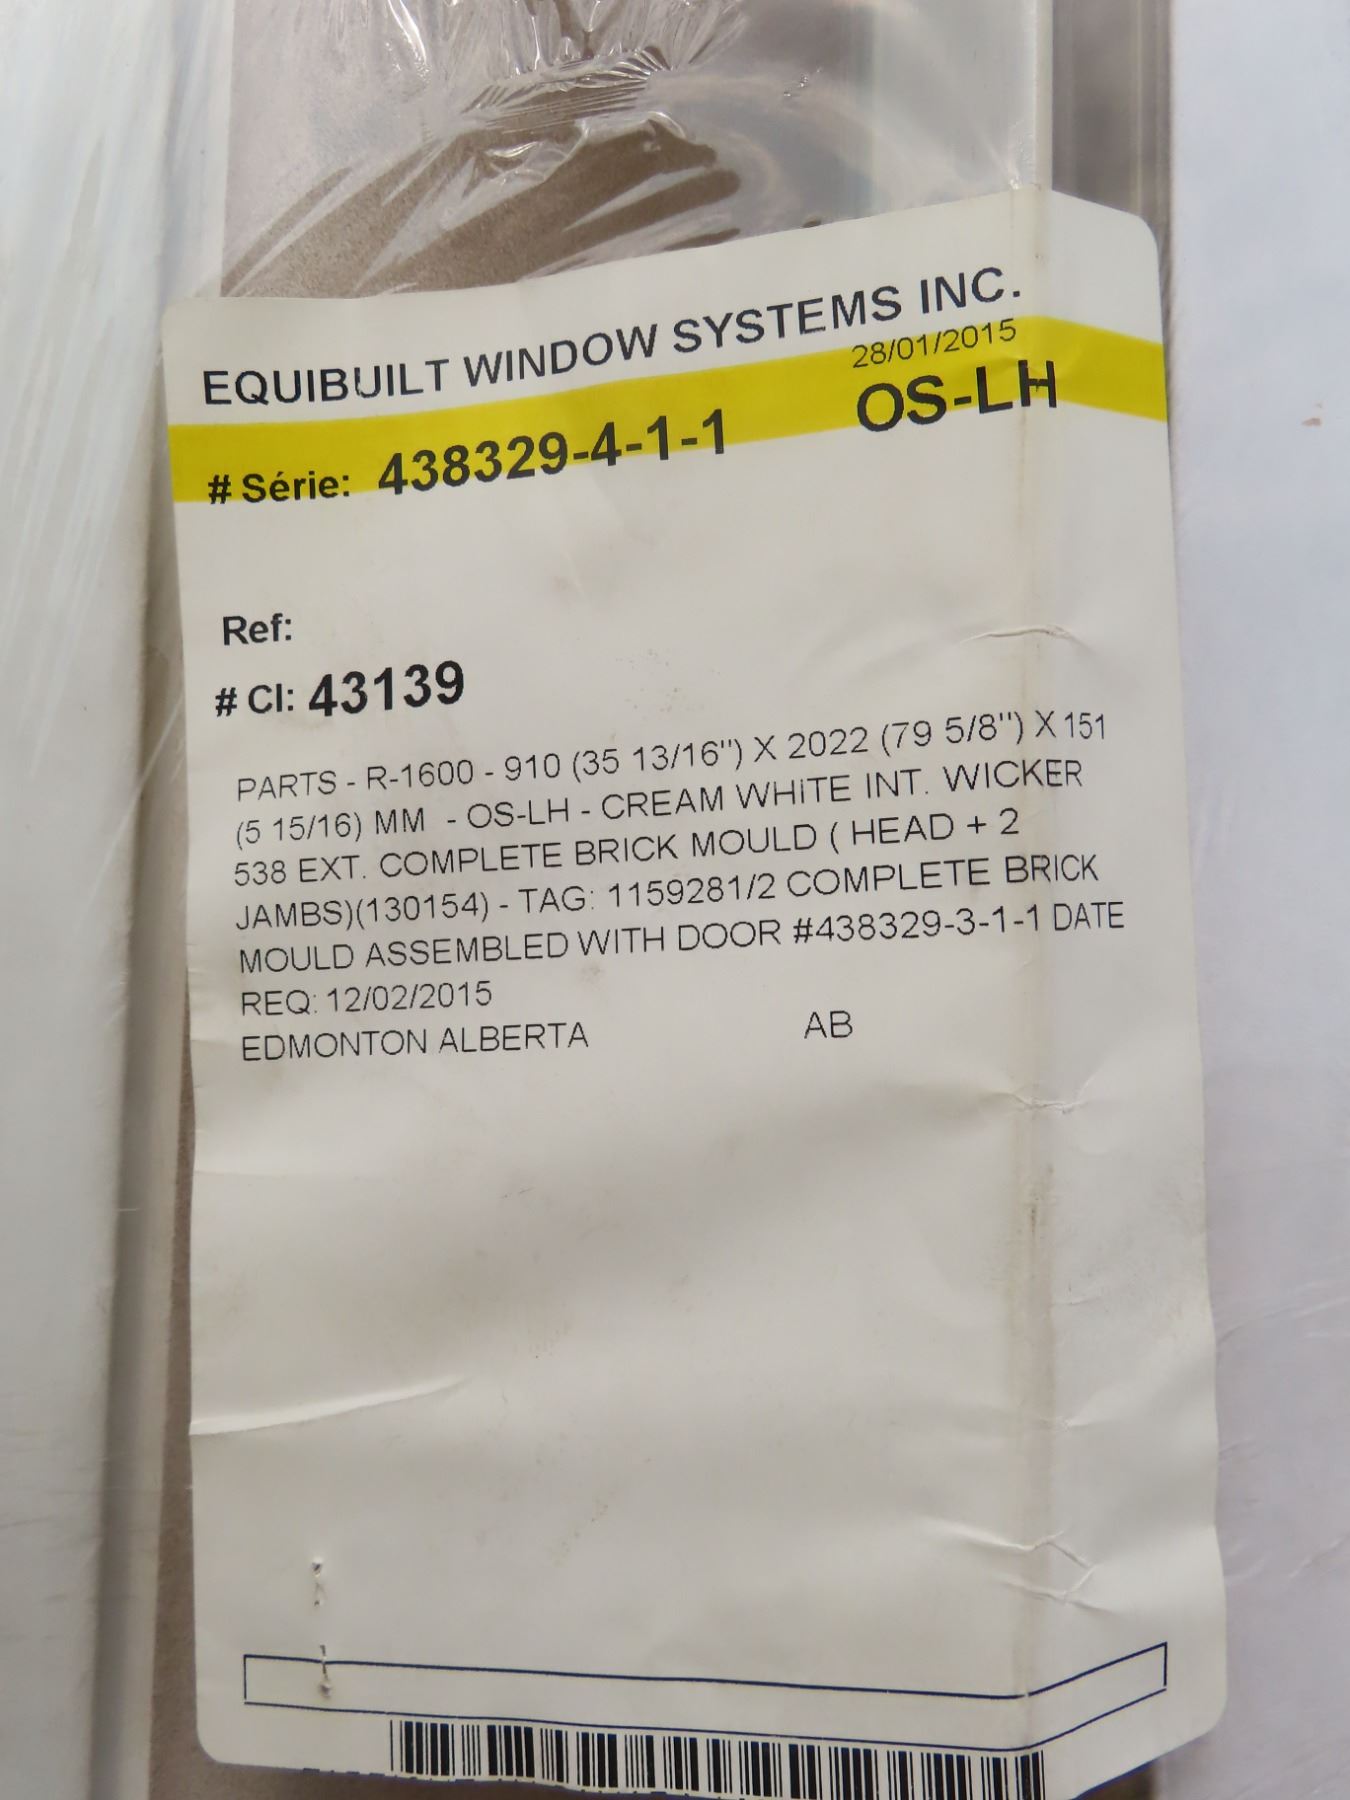 EQUIBUILT WINDOW SYSTEMS INC.
28/01/2015
# Série: 438329-4-1-1 OS-LH
Ref:
# Cl: 43139
PARTS - R-1600 - 910 (35 13/16") X 2022 (79 5/8") X 151
(5 15/16) MM - OS-LH - CREAM WHITE INT. WICKER
538 EXT. COMPLETE BRICK MOULD ( HEAD + 2
JAMBS)(130154) - TAG: 1159281/2 COMPLETE BRICK
MOULD ASSEMBLED WITH DOOR #438329-3-1-1 DATE
REQ: 12/02/2015
EDMONTON ALBERTA AB